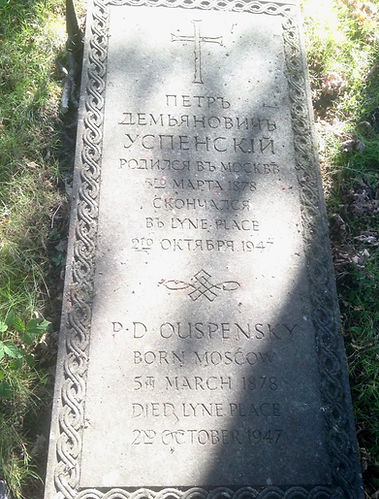 ПЕТРЪ
ДЕМЬЯНОВИЧЪ
УСПЕНСКІЙ
РОДИЛСЯ ВЪ МОСКВѢ
5ГО МАРТА 1878
СКОНЧАЛСЯ
ВЪ LYNE PLACE
2ГО ОКТЯБРЯ 1947
P·D OUSPENSKY
BORN MOSCOW
5TH MARCH 1878
DIED LYNE PLACE
2ND OCTOBER 1947